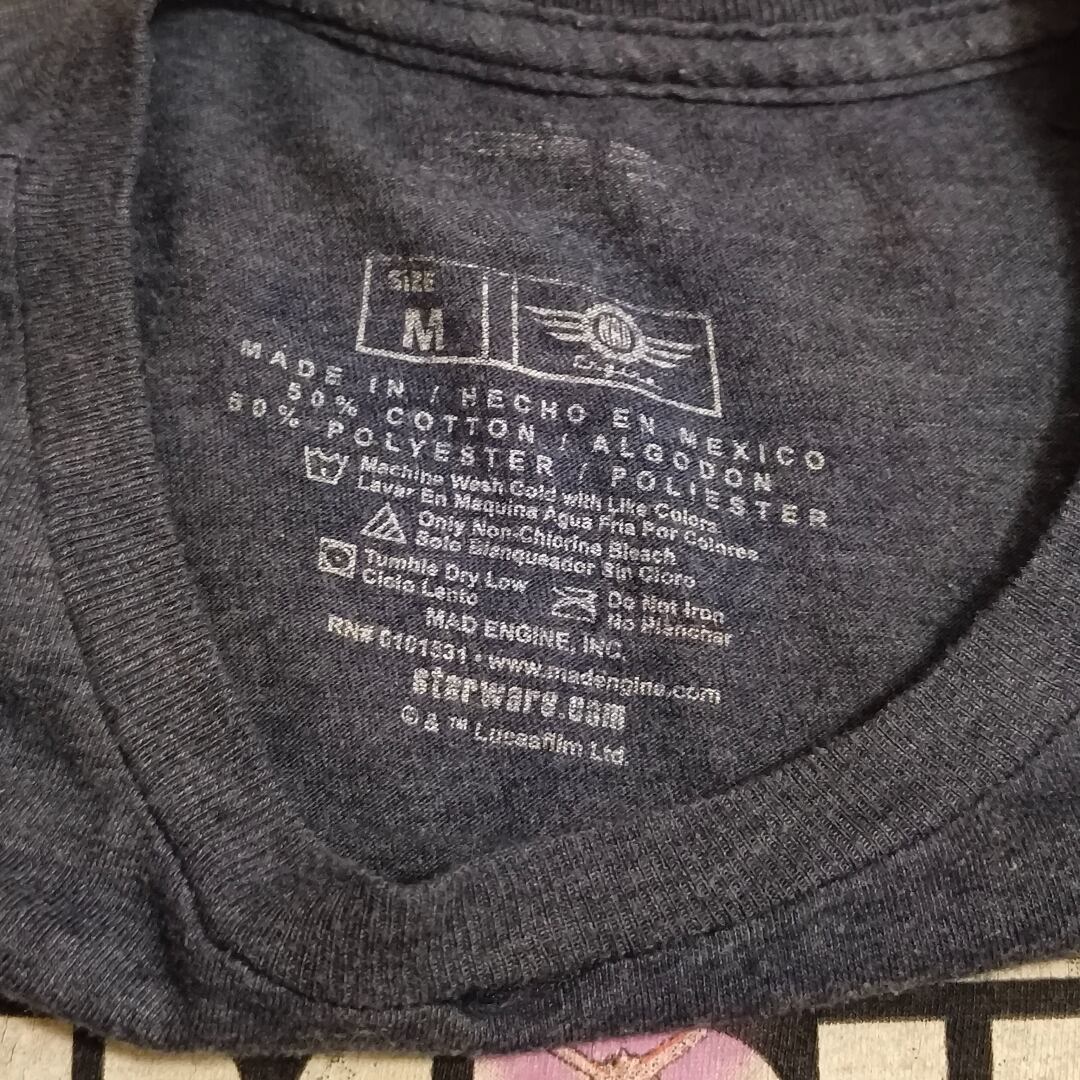 SIZE
M
MAD
Engine
MADE IN / HECHO EN MEXICO
50% COTTON / ALGODON
50% POLYESTER / POLIESTER
Machine Wash Cold with Like Colors
Lavar En Maquina Agua Fria Por Colores
Only Non-Chlorine Bleach
Solo Blanqueador Sin Cloro
Tumble Dry Low
Ciclo Lento
Do Not Iron
No Planchar
MAD ENGINE, INC.
RN# 0101531 • www.madengine.com
starwars.com
© & ™ Lucasfilm Ltd.